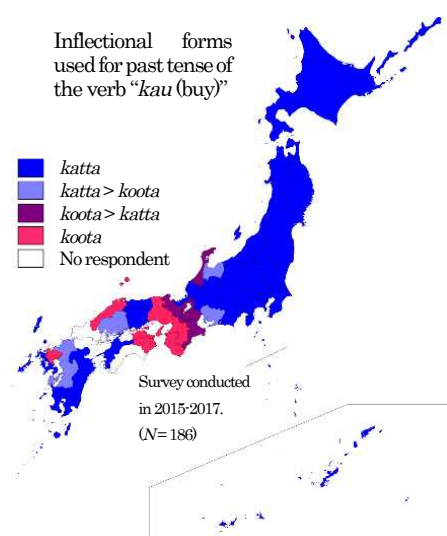 Inflectional forms
used for past tense of
the verb “kau (buy)”
katta
katta > koota
koota > katta
koota
No respondent
Survey conducted
in 2015-2017.
(N = 186)